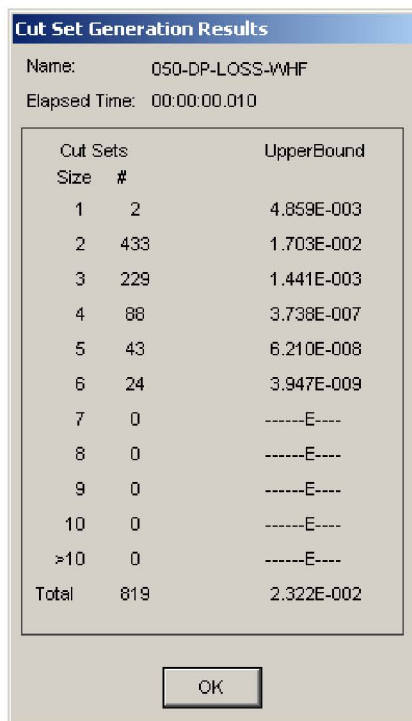 Cut Set Generation Results
Name: 050-DP-LOSS-WHF
Elapsed Time: 00:00:00.010
Cut Sets UpperBound
Size #
1 2 4.859E-003
2 433 1.703E-002
3 229 1.441E-003
4 88 3.738E-007
5 43 6.210E-008
6 24 3.947E-009
7 0 ------E----
8 0 ------E----
9 0 ------E----
10 0 ------E----
>10 0 ------E----
Total 819 2.322E-002
OK